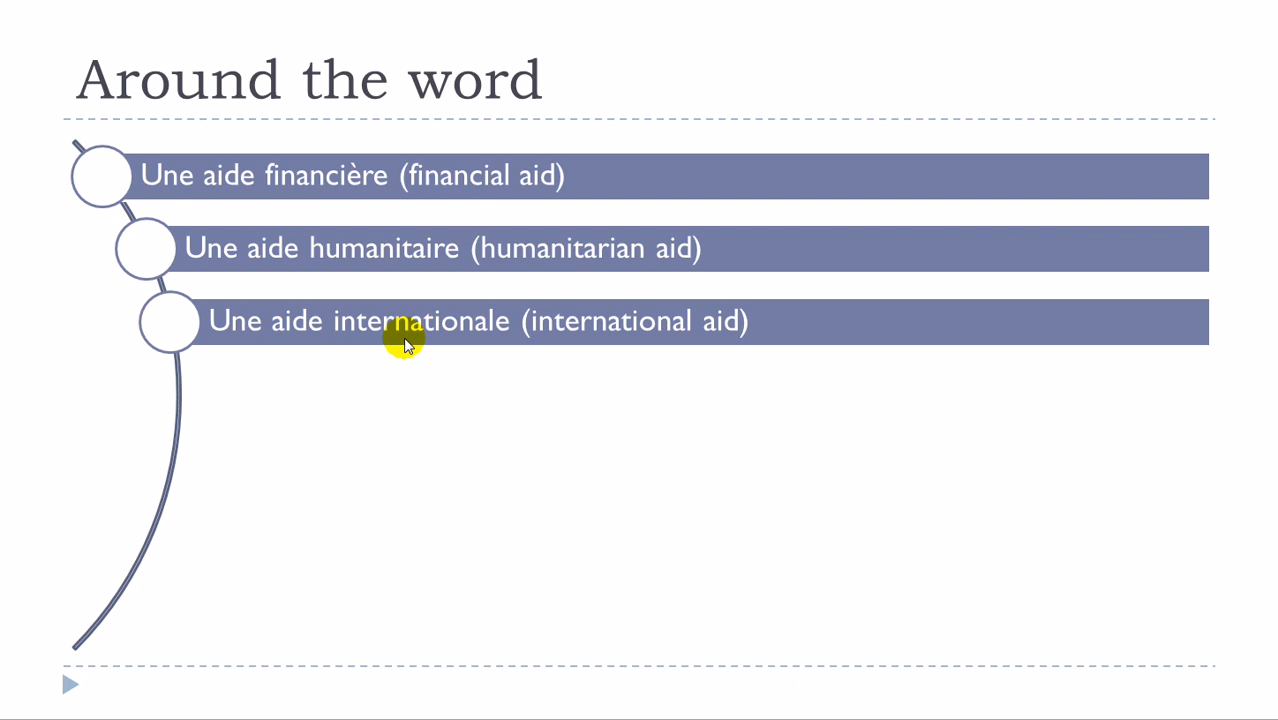 Around the word
Une aide financière (financial aid)
Une aide humanitaire (humanitarian aid)
Une aide internationale (international aid)